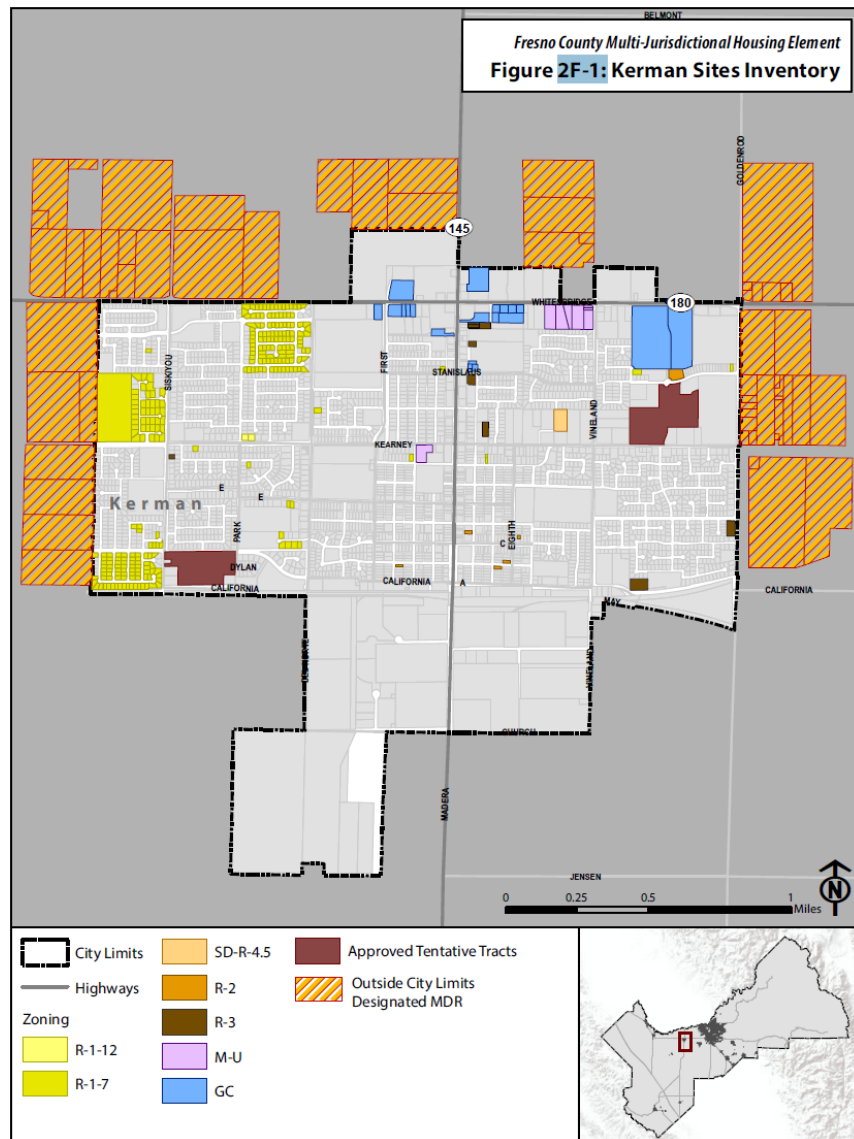 BELMONT
Fresno County Multi-Jurisdictional Housing Element
Figure 2F-1: Kerman Sites Inventory
GOLDENROD
145
WHITESBRIDGE
180
SISKIYOU
FIRST
STANISLAUS
VINELAND
KEARNEY
E
E
Kerman
PARK
EIGHTH
C
DYLAN
CALIFORNIA
CALIFORNIA
A
CALIFORNIA
MAY
VINELAND
CHURCH
MADERA
JENSEN
N
0 0.25 0.5 1
Miles
City Limits
Highways
Zoning
R-1-12
R-1-7
SD-R-4.5
R-2
R-3
M-U
GC
Approved Tentative Tracts
Outside City Limits
Designated MDR